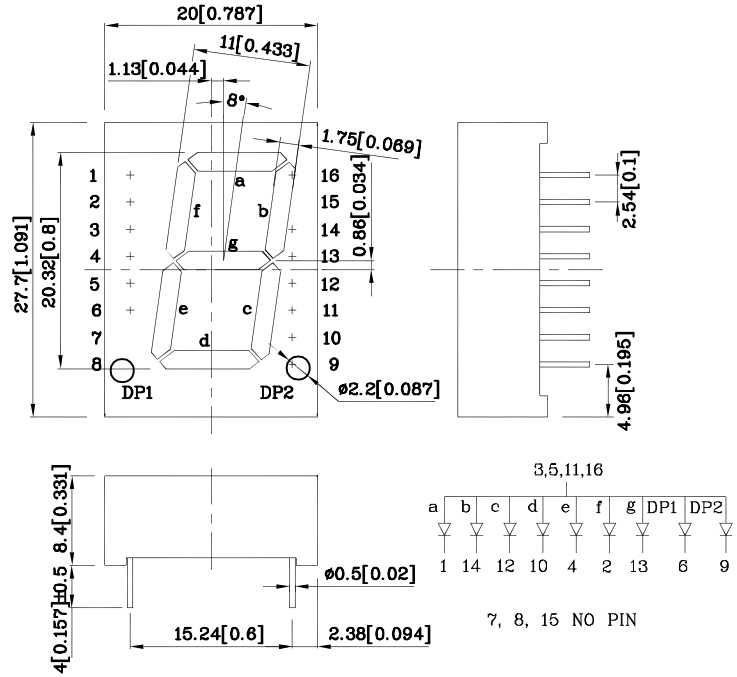 20[0.787]
11[0.433]
1.13[0.044]
8°
1.75[0.069]
0.86[0.034]
2.54[0.1]
27.7[1.091]
20.32[0.8]
1 a 16
2 f b 15
3 14
g
4 13
5 12
6 e c 11
7 d 10
8 9
DP1 DP2
ø2.2[0.087]
4.96[0.195]
8.4[0.331]
4[0.157]±0.5
ø0.5[0.02]
15.24[0.6]
2.38[0.094]
3,5,11,16
a b c d e f g DP1 DP2
1 14 12 10 4 2 13 6 9
7, 8, 15 NO PIN